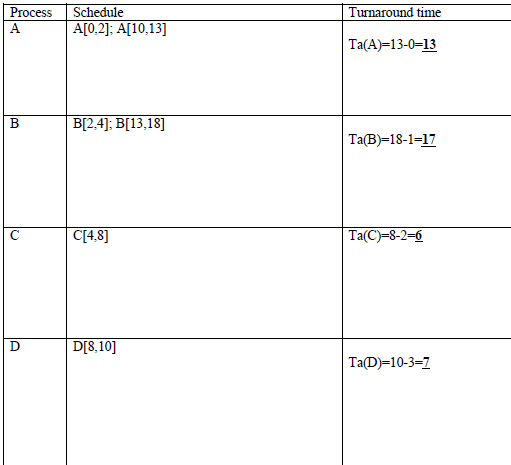 Process Schedule Turnaround time
A A[0,2]; A[10,13]
Ta(A)=13-0=13
B B[2,4]; B[13,18]
Ta(B)=18-1=17
C C[4,8] Ta(C)=8-2=6
D D[8,10]
Ta(D)=10-3=7